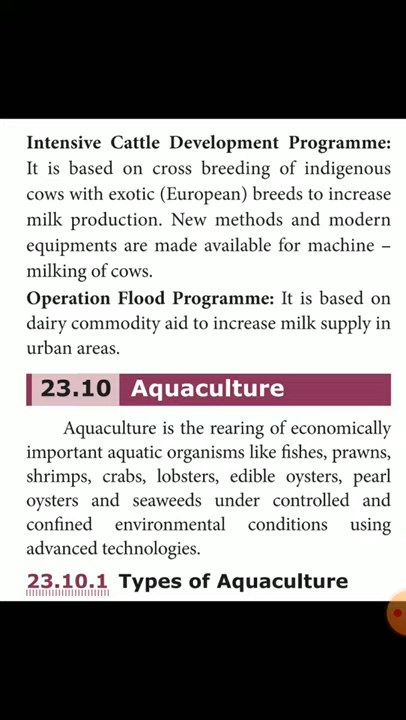 Intensive Cattle Development Programme:
It is based on cross breeding of indigenous
cows with exotic (European) breeds to increase
milk production. New methods and modern
equipments are made available for machine –
milking of cows.
Operation Flood Programme: It is based on
dairy commodity aid to increase milk supply in
urban areas.
23.10 Aquaculture
Aquaculture is the rearing of economically
important aquatic organisms like fishes, prawns,
shrimps, crabs, lobsters, edible oysters, pearl
oysters and seaweeds under controlled and
confined environmental conditions using
advanced technologies.
23.10.1 Types of Aquaculture